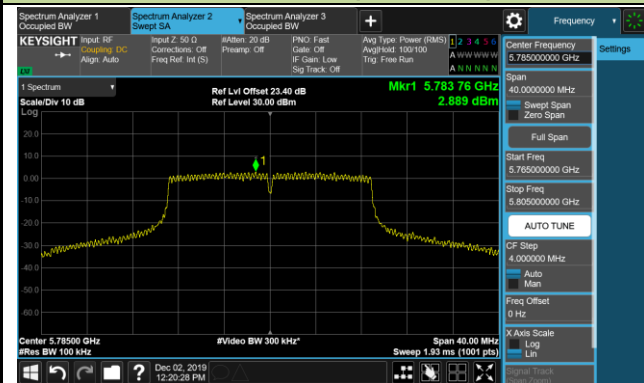 Spectrum Analyzer 1
Occupied BW
Spectrum Analyzer 2
Swept SA
Spectrum Analyzer 3
Occupied BW
+
Frequency
KEYSIGHT
Input: RF
Coupling: DC
Align: Auto
Input Z: 50 Ω
Corrections: Off
Freq Ref: Int (S)
#Atten: 20 dB
Preamp: Off
PNO: Fast
Gate: Off
IF Gain: Low
Sig Track: Off
Avg Type: Power (RMS)
Avg|Hold: 100/100
Trig: Free Run
1 2 3 4 5 6
A W W W W W
A N N N N N
LXI
1 Spectrum
Scale/Div 10 dB
Log
Ref Lvl Offset 23.40 dB
Ref Level 30.00 dBm
Mkr1 5.783 76 GHz
2.889 dBm
1
20.0
10.0
0.00
-10.0
-20.0
-30.0
-40.0
-50.0
-60.0
Center 5.78500 GHz
#Res BW 100 kHz
#Video BW 300 kHz*
Span 40.00 MHz
Sweep 1.93 ms (1001 pts)
Dec 02, 2019
12:20:28 PM
?
Center Frequency
5.785000000 GHz
Settings
Span
40.0000000 MHz
Swept Span
Zero Span
Full Span
Start Freq
5.765000000 GHz
Stop Freq
5.805000000 GHz
AUTO TUNE
CF Step
4.000000 MHz
Auto
Man
Freq Offset
0 Hz
X Axis Scale
Log
Lin
Signal Track
(Span Zoom)